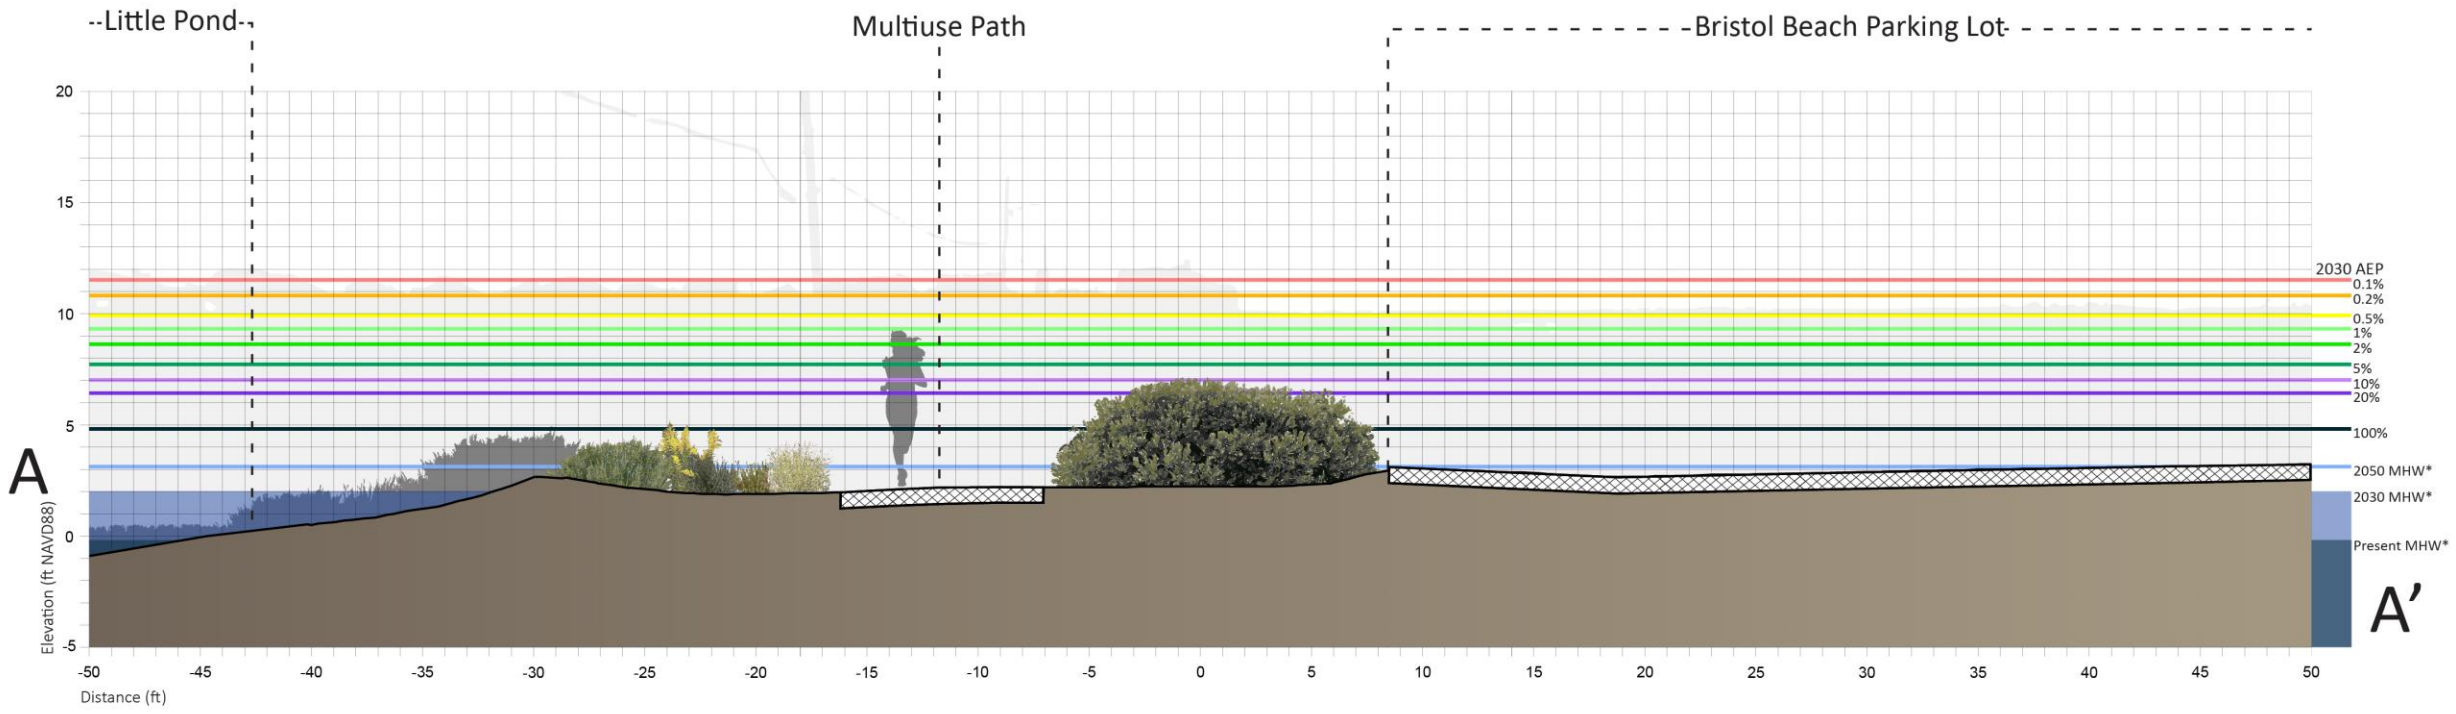 --Little Pond--
Multiuse Path
Bristol Beach Parking Lot
20
15
10
5
0
-5
Elevation (ft NAVD88)
A
2030 AEP
0.1%
0.2%
0.5%
1%
2%
5%
10%
20%
100%
2050 MHW*
2030 MHW*
Present MHW*
A’
-50 -45 -40 -35 -30 -25 -20 -15 -10 -5 0 5 10 15 20 25 30 35 40 45 50
Distance (ft)